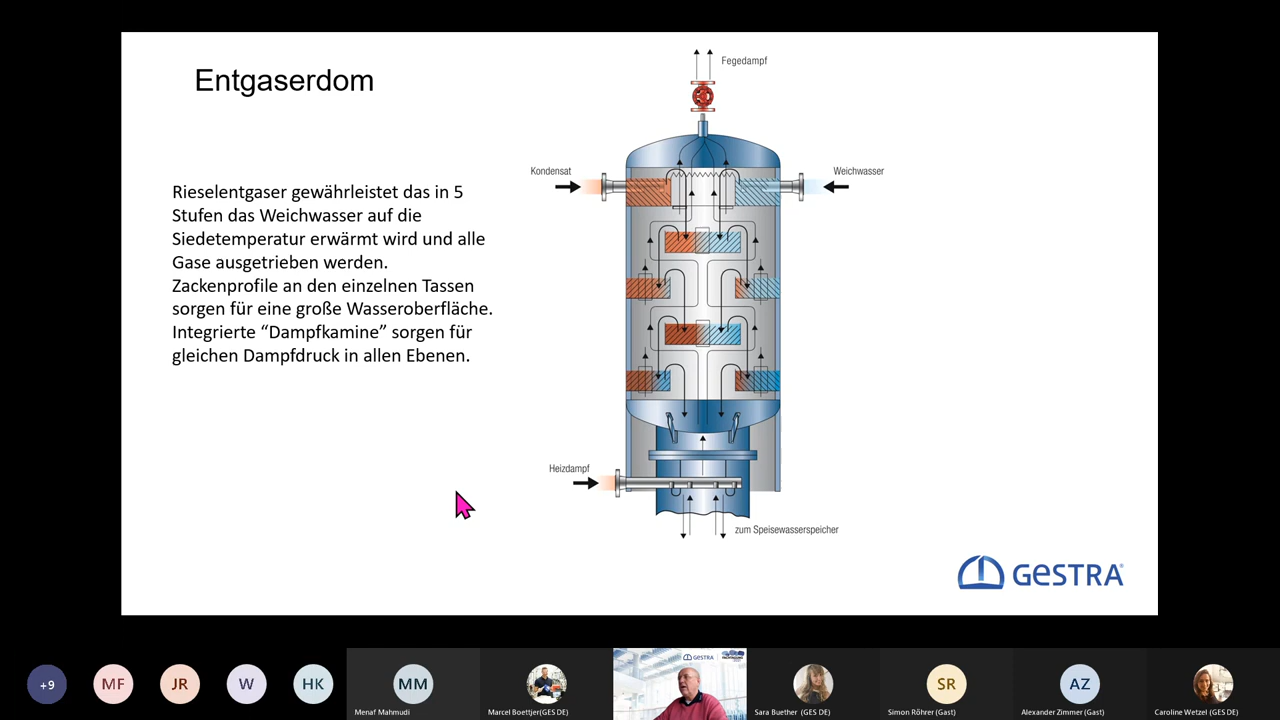 Entgaserdom
Rieselentgaser gewährleistet das in 5
Stufen das Weichwasser auf die
Siedetemperatur erwärmt wird und alle
Gase ausgetrieben werden.
Zackenprofile an den einzelnen Tassen
sorgen für eine große Wasseroberfläche.
Integrierte “Dampfkamine” sorgen für
gleichen Dampfdruck in allen Ebenen.
Fegedampf
Kondensat
Weichwasser
Heizdampf
zum Speisewasserspeicher
GESTRA®
+9
MF
JR
W
HK
MM
Menaf Mahmudi
Marcel Boettjer(GES DE)
GESTRA
Sara Buether (GES DE)
SR
Simon Röhrer (Gast)
AZ
Alexander Zimmer (Gast)
Caroline Wetzel (GES DE)